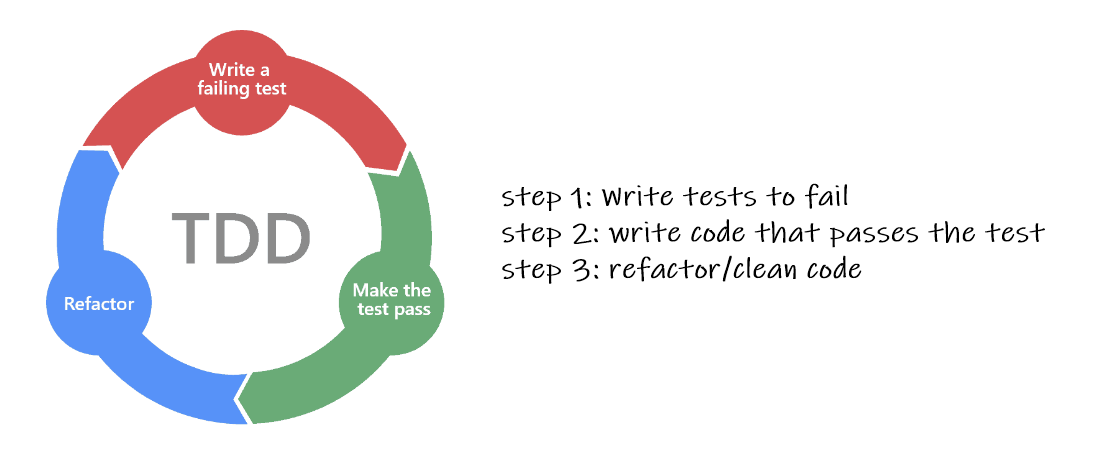 Write a
failing test
TDD
Refactor
Make the
test pass
step 1: Write tests to fail
step 2: write code that passes the test
step 3: refactor/clean code